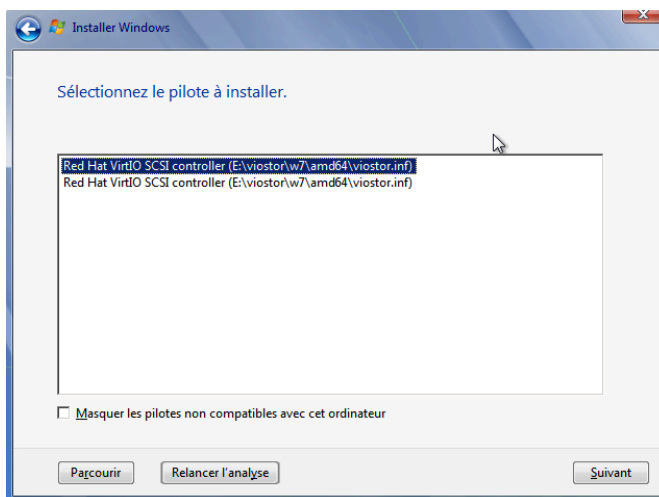 Installer Windows
Sélectionnez le pilote à installer.
Red Hat VirtIO SCSI controller (E:\viostor\w7\amd64\viostor.inf)
Red Hat VirtIO SCSI controller (E:\viostor\w7\amd64\viostor.inf)
Masquer les pilotes non compatibles avec cet ordinateur
Parcourir
Relancer l'analyse
Suivant